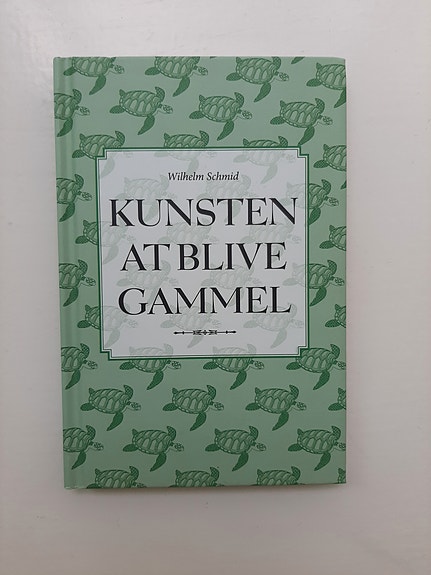 Wilhelm Schmid
KUNSTEN
AT BLIVE
GAMMEL